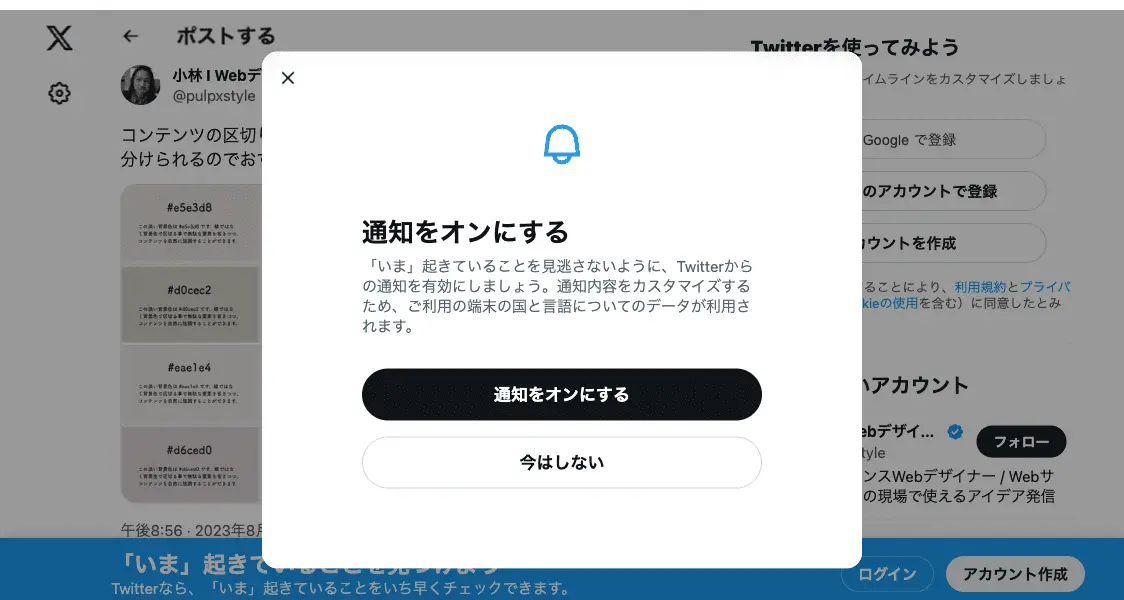 ポストする
小林 I Webデ
@pulpxstyle
コンテンツの区切り
分けられるのでお
#e5e3d8
#d0cec2
#eae1e4
#d6ced0
午後8:56 · 2023年8月
通知をオンにする
「いま」起きていることを見逃さないように、Twitterから
の通知を有効にしましょう。通知内容をカスタマイズする
ため、ご利用の端末の国と言語についてのデータが利用さ
れます。
通知をオンにする
今はしない
Twitterを使ってみよう
イムラインをカスタマイズしましょ
Google で登録
のアカウントで登録
カウントを作成
ることにより、利用規約とプライバ
kieの使用を含む）に同意したとみ
いアカウント
ebデザイ...
フォロー
tyle
ンスWebデザイナー / Webサ
の現場で使えるアイデア発信
「いま」起きていることを見つけよう
Twitterなら、「いま」起きていることをいち早くチェックできます。
ログイン
アカウント作成